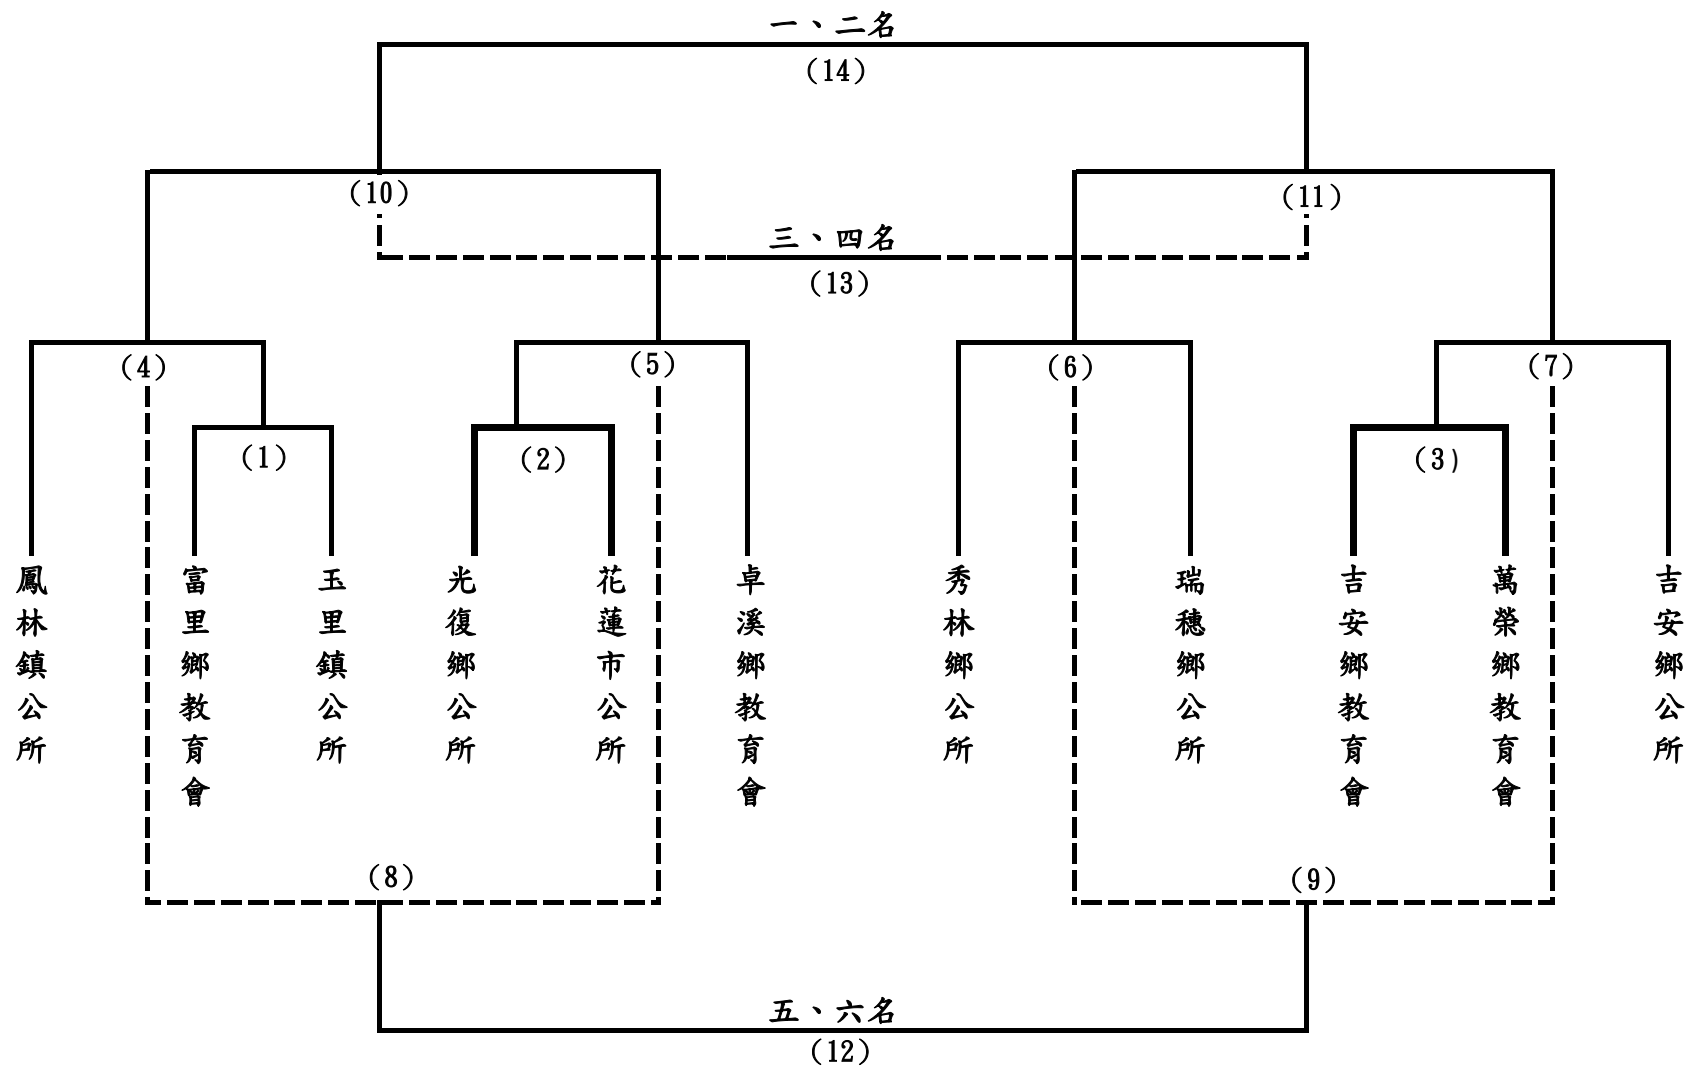 一、二名
（14）
（10）
（11）
三、四名
（13）
（4）
（5）
（6）
（7）
（1）
（2）
（3）
鳳林鎮公所
富里鄉教育會
玉里鎮公所
光復鄉公所
花蓮市公所
卓溪鄉教育會
秀林鄉公所
瑞穗鄉公所
吉安鄉教育會
萬榮鄉教育會
吉安鄉公所
（8）
（9）
五、六名
（12）